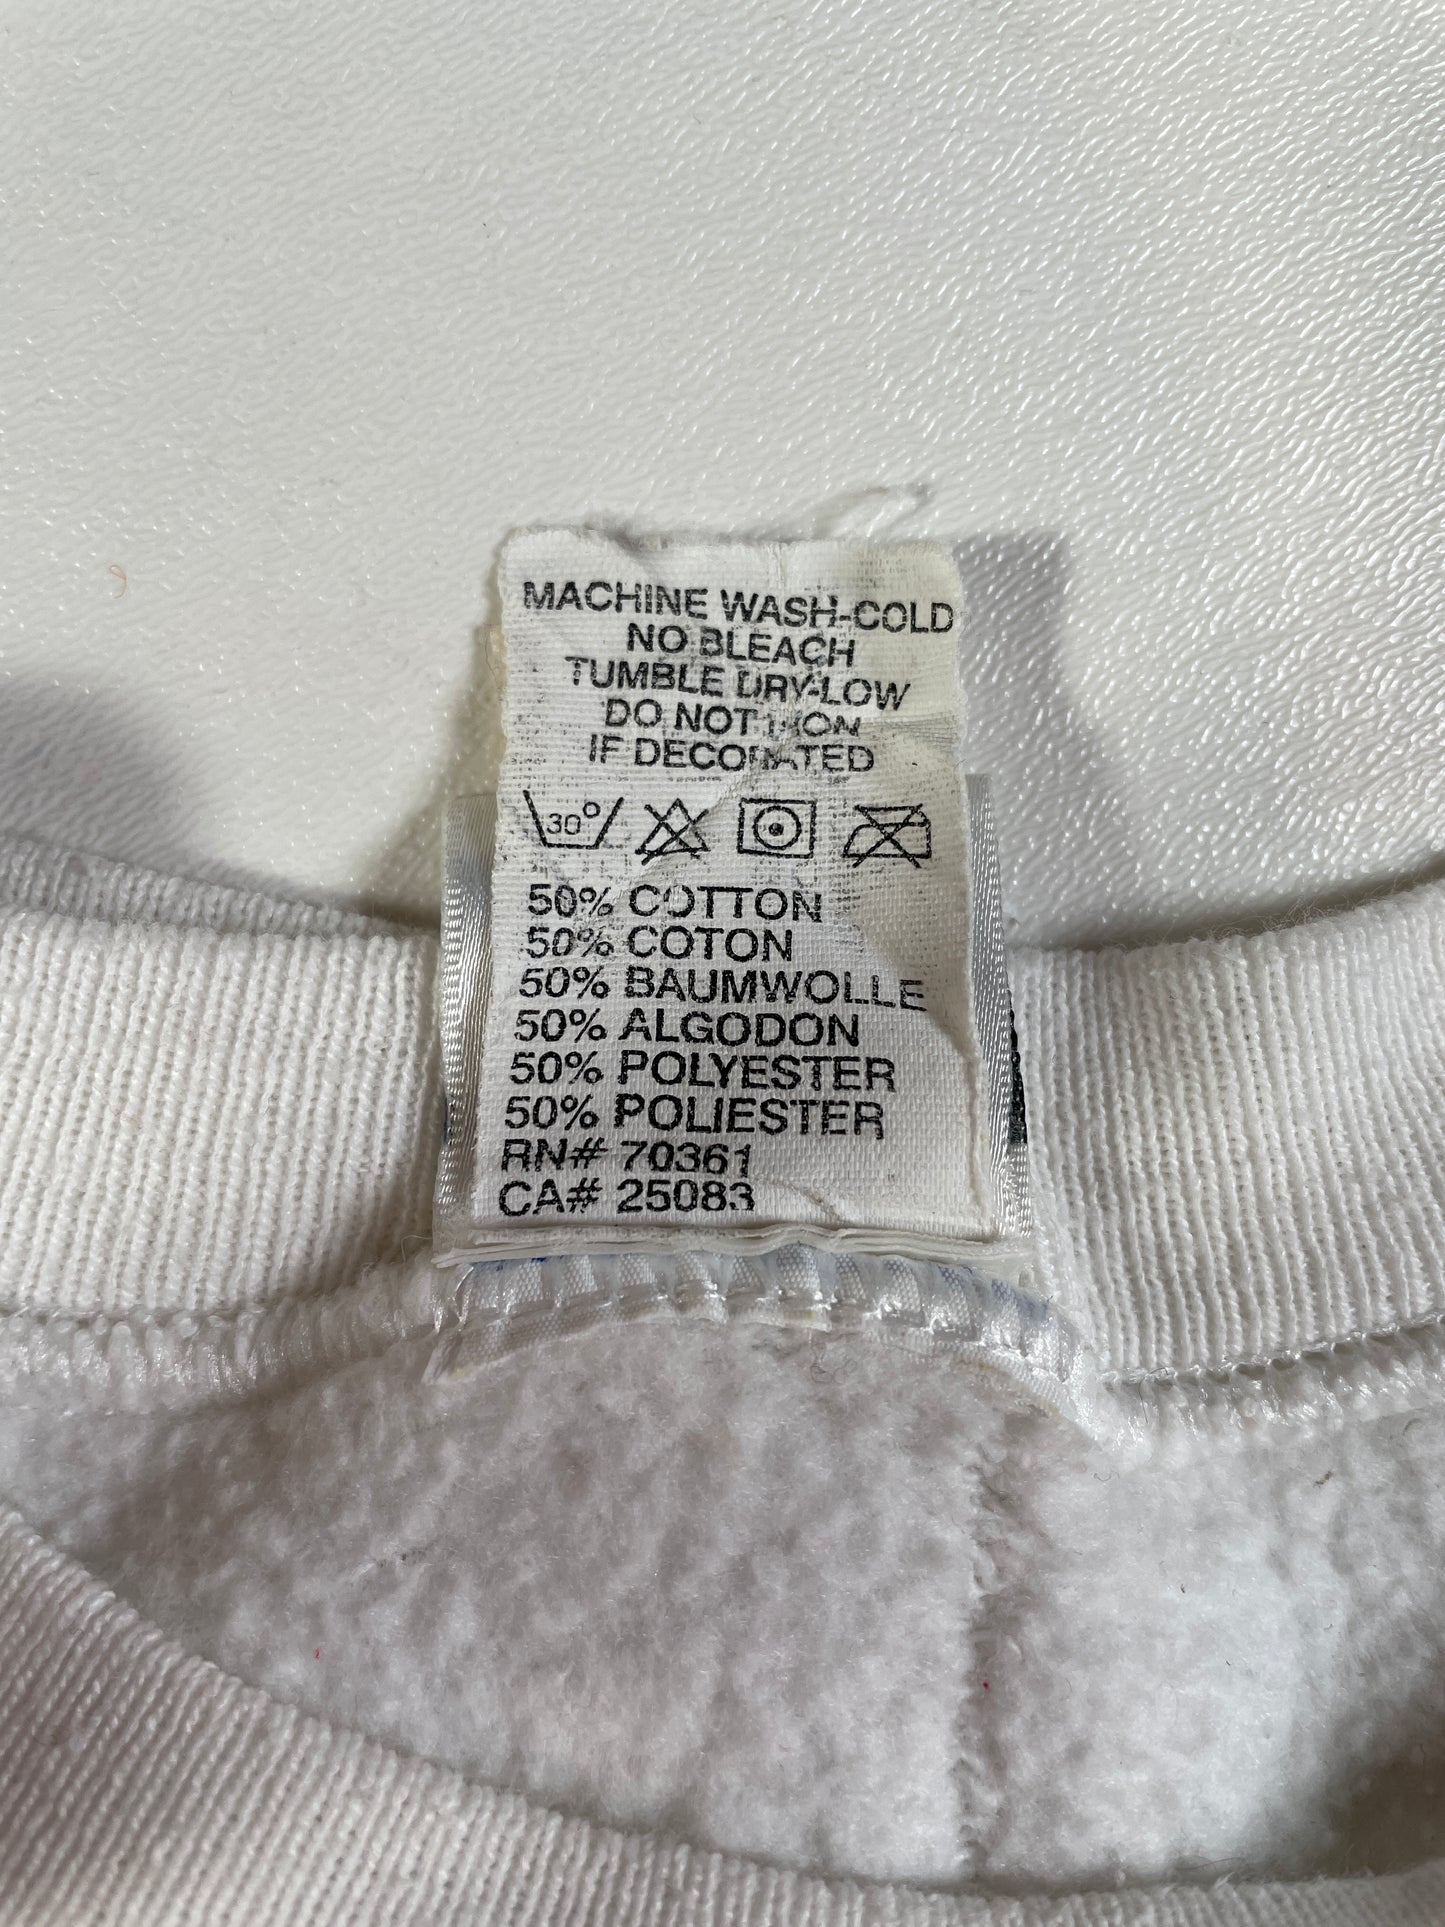 MACHINE WASH-COLD
NO BLEACH
TUMBLE DRY-LOW
DO NOT IRON
IF DECORATED
30°
50% COTTON
50% COTON
50% BAUMWOLLE
50% ALGODON
50% POLYESTER
50% POLIESTER
RN# 70361
CA# 25083